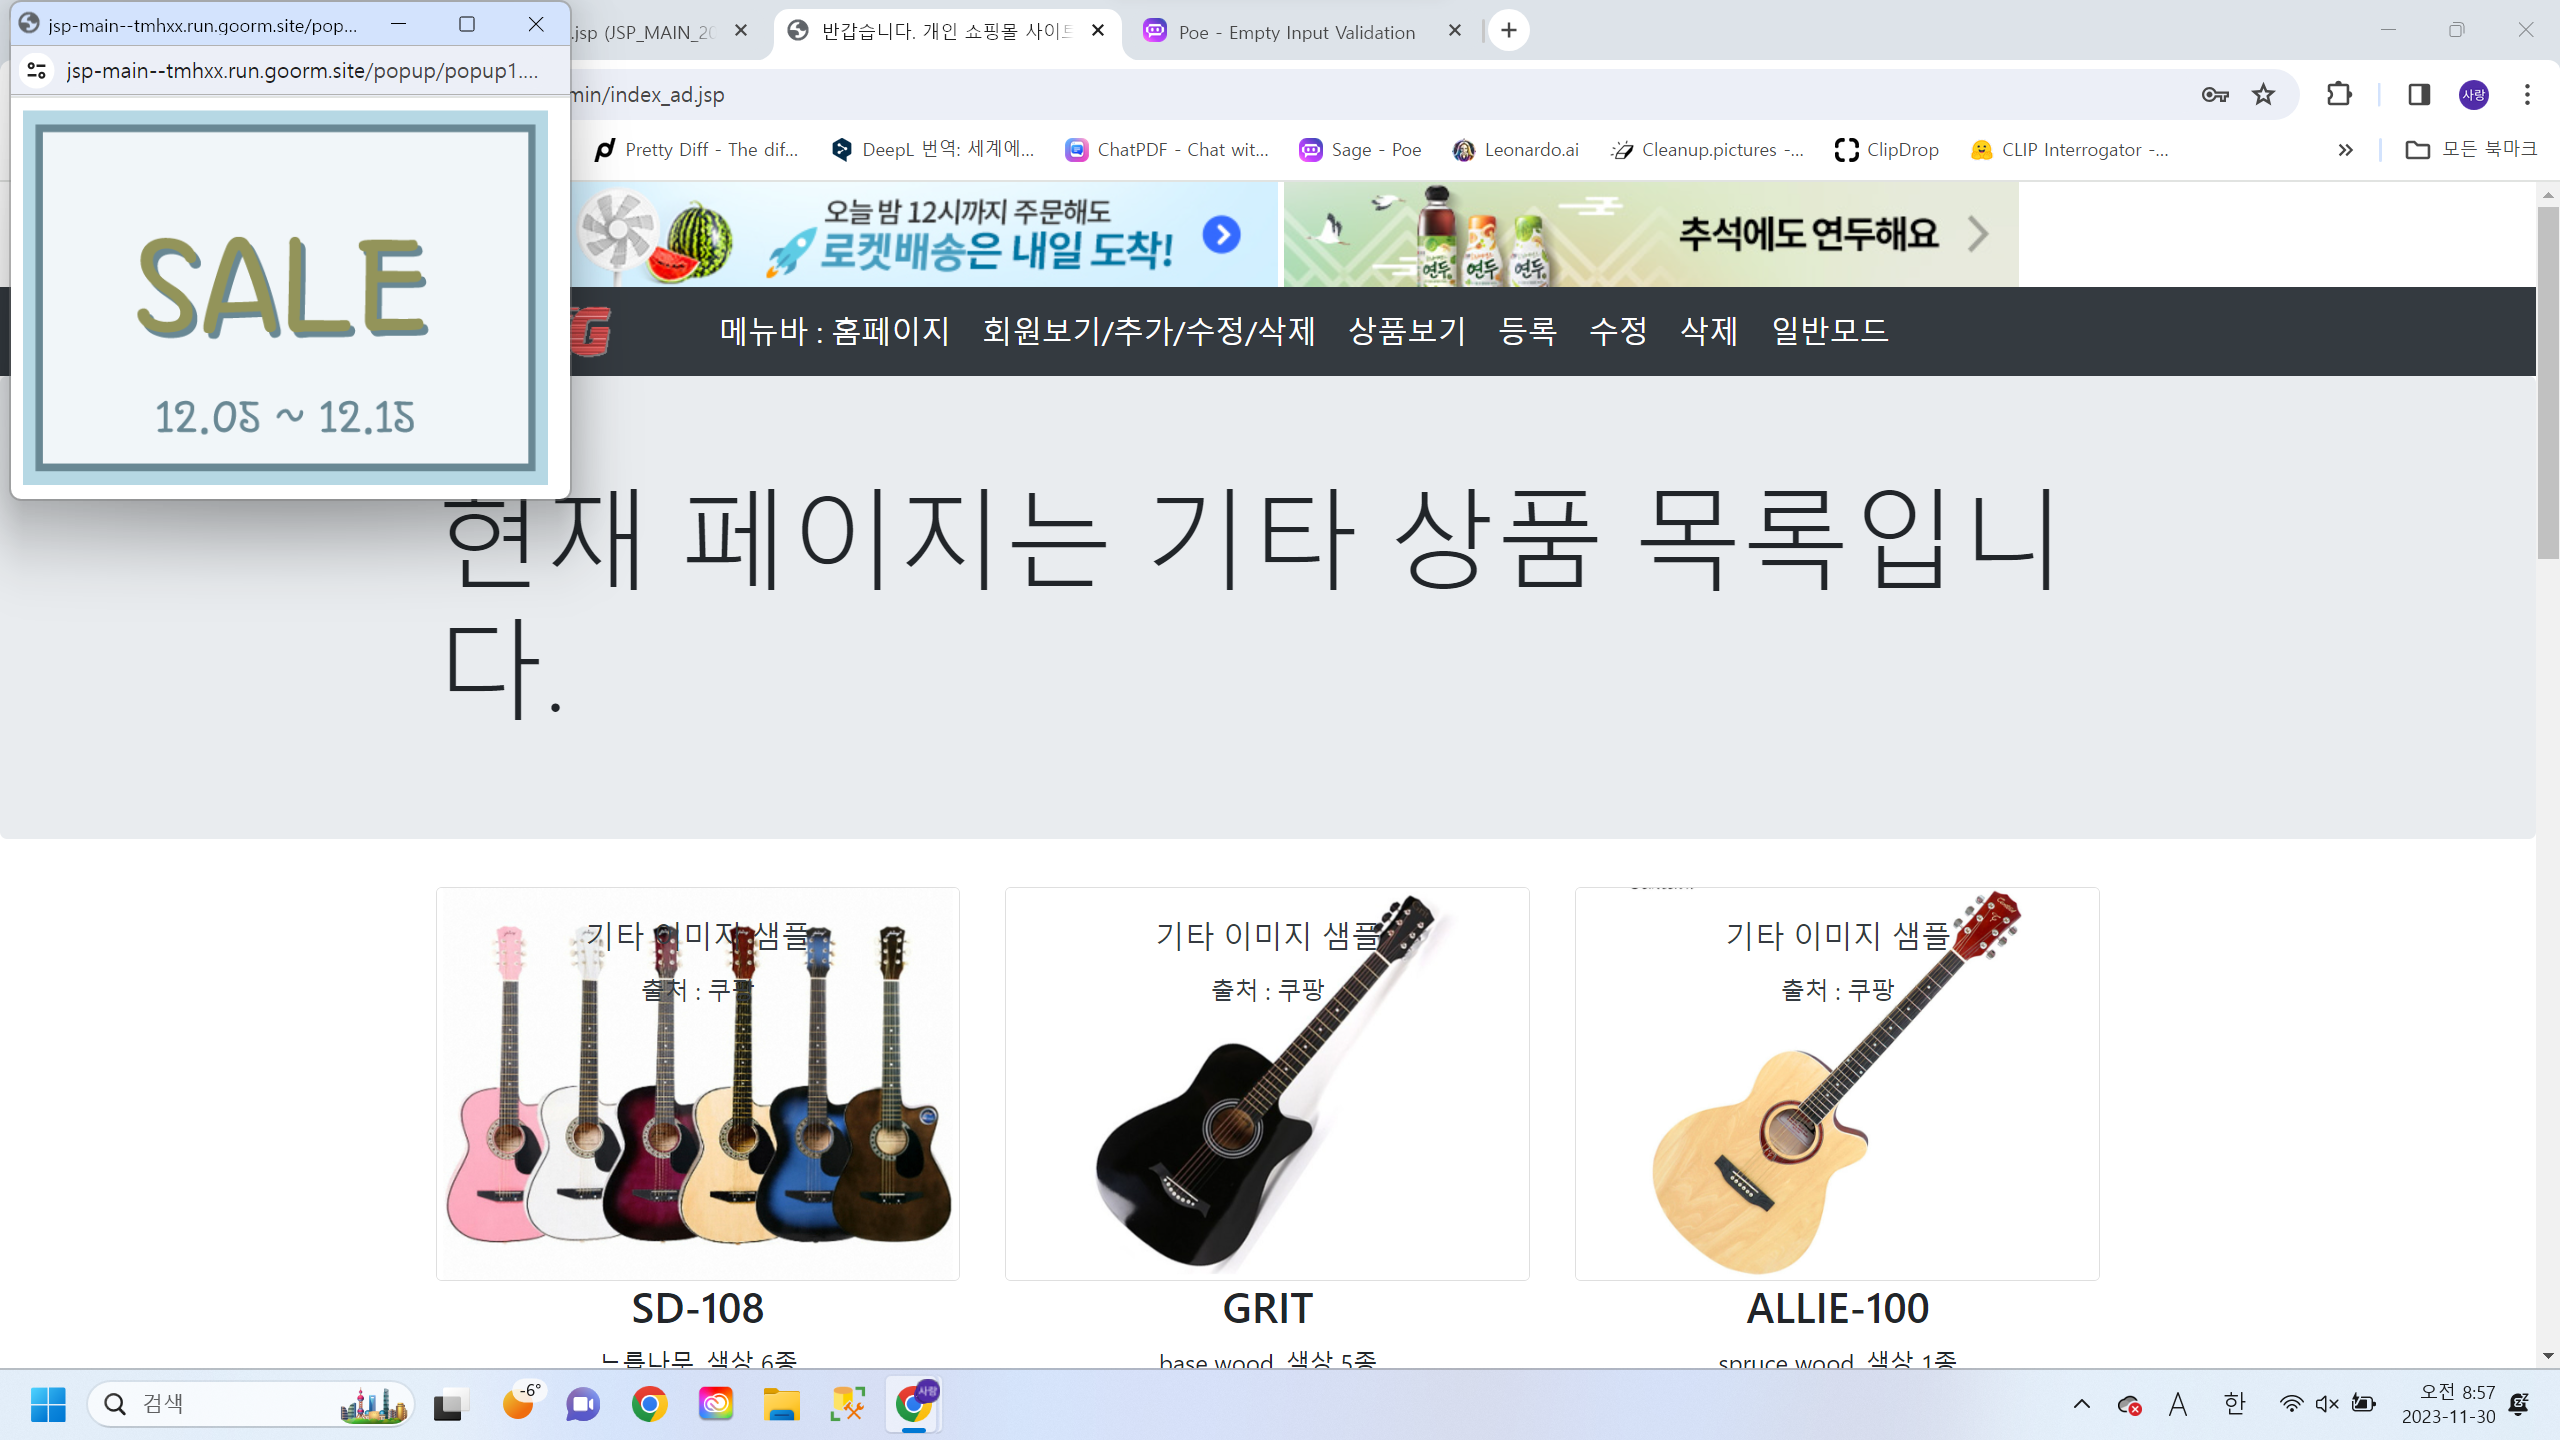 jsp-main--tmhxx.run.goorm.site/pop...
.jsp (JSP_MAIN_20
반갑습니다. 개인 쇼핑몰 사이트
Poe - Empty Input Validation
jsp-main--tmhxx.run.goorm.site/popup/popup1....
min/index_ad.jsp
사랑
Pretty Diff - The dif...
DeepL 번역: 세계에...
ChatPDF - Chat wit...
Sage - Poe
Leonardo.ai
Cleanup.pictures -...
ClipDrop
CLIP Interrogator -...
모든 북마크
SALE
12.05 ~ 12.15
오늘 밤 12시까지 주문해도
로켓배송은 내일 도착!
연두 연두 연두
추석에도 연두해요
G
메뉴바 : 홈페이지 회원보기/추가/수정/삭제 상품보기 등록 수정 삭제 일반모드
현재 페이지는 기타 상품 목록입니
다.
기타 이미지 샘플
출처 : 쿠팡
기타 이미지 샘플
출처 : 쿠팡
기타 이미지 샘플
출처 : 쿠팡
SD-108
GRIT
ALLIE-100
느릅나무, 색상 6종
base wood, 색상 5종
spruce wood, 색상 1종
검색
-6°
사랑
A
한
오전 8:57
2023-11-30